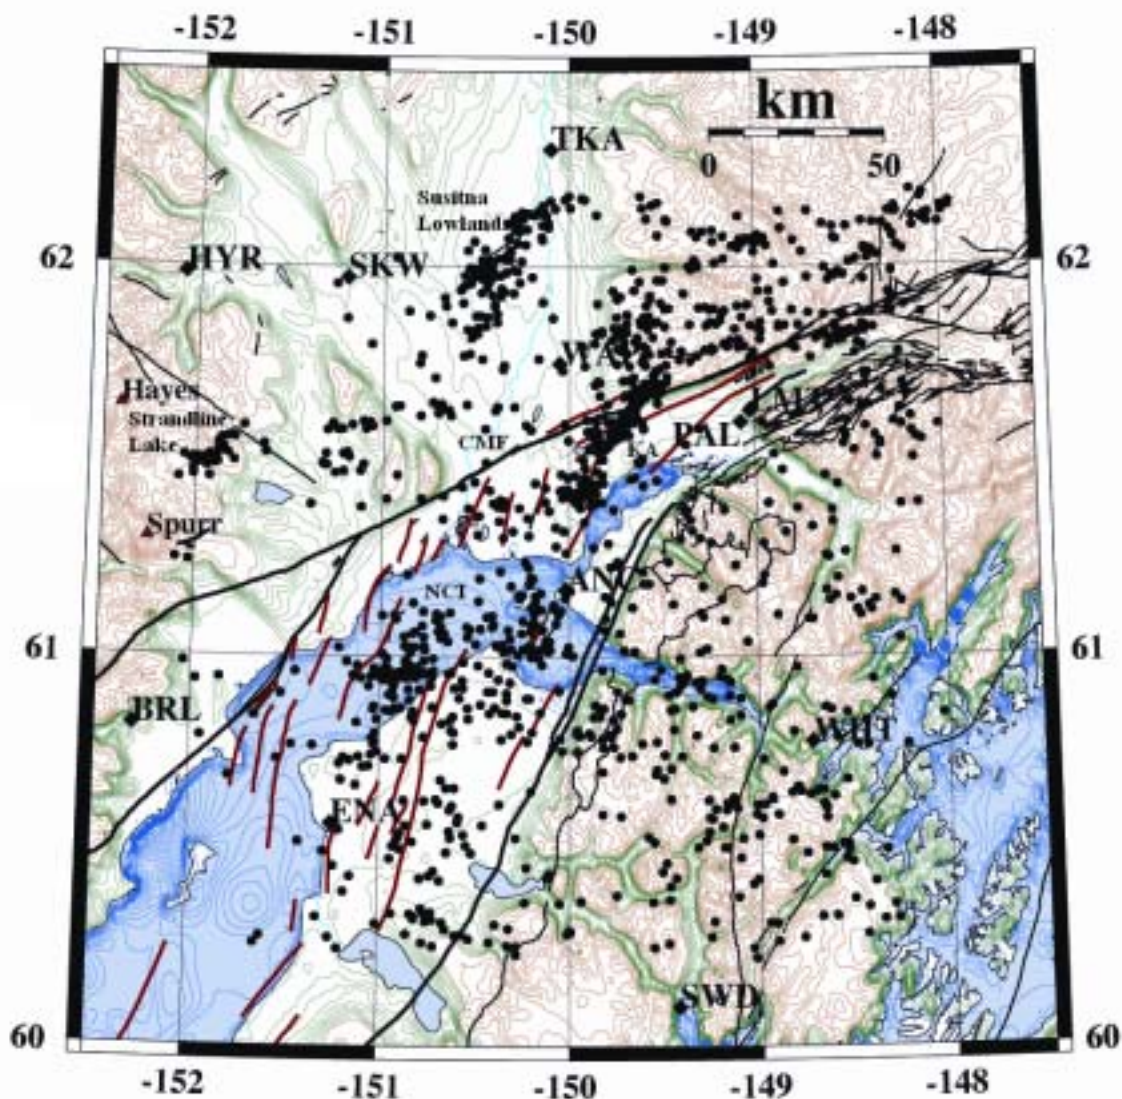 -152 -151 -150 -149 -148
km
TKA
0 50
Susitna
Lowland
62 62
HYR SKW
Hayes
Strandline
Lake
CMF
PAL
Spurr
NCI
61 61
BRL
WHT
ENA
SWD
60 60
-152 -151 -150 -149 -148